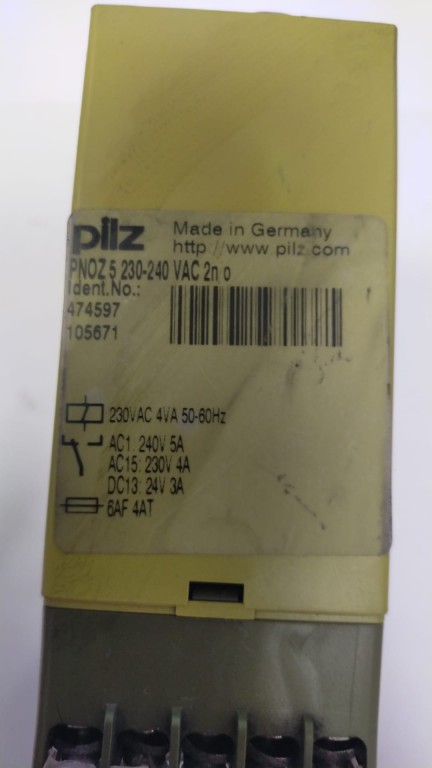 pilz
Made in Germany
http //www pilz com
PNOZ 5 230-240 VAC 2n o
Ident.No.:
474597
105671
230VAC 4VA 50-60Hz
AC1: 240V 5A
AC15: 230V 4A
DC13: 24V 3A
6AF 4AT